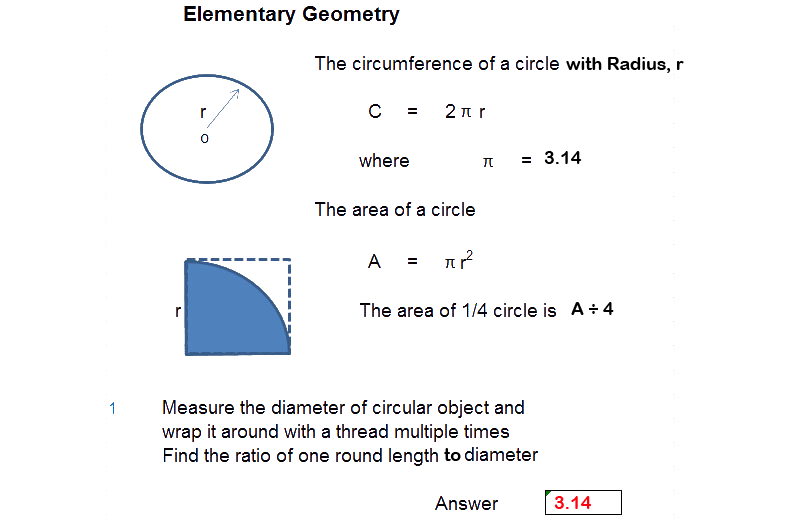 Elementary Geometry
The circumference of a circle with Radius, r
r
o
C = 2 π r
where π = 3.14
The area of a circle
A = π r²
r
The area of 1/4 circle is A ÷ 4
1 Measure the diameter of circular object and
wrap it around with a thread multiple times
Find the ratio of one round length to diameter
Answer 3.14